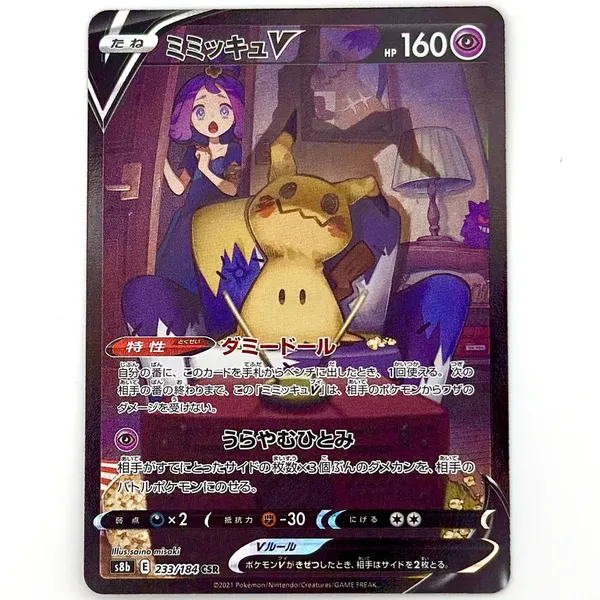 たね ミミッキュV HP 160
特性 とくせい ダミードール
自分の番に、このカードを手札からベンチに出したとき、1回使える。次の
相手の番の終わりまで、この「ミミッキュV」は、相手のポケモンからワザの
ダメージを受けない。
うらやむひとみ
相手がすでにとったサイドの枚数×3個ぶんのダメカンを、相手の
バトルポケモンにのせる。
弱点 ×2 抵抗力 -30 にげる
Illus. saino misaki
s8b E 233/184 CSR
Vルール
ポケモンVがきぜつしたとき、相手はサイドを2枚とる。
©2021 Pokémon/Nintendo/Creatures/GAME FREAK.